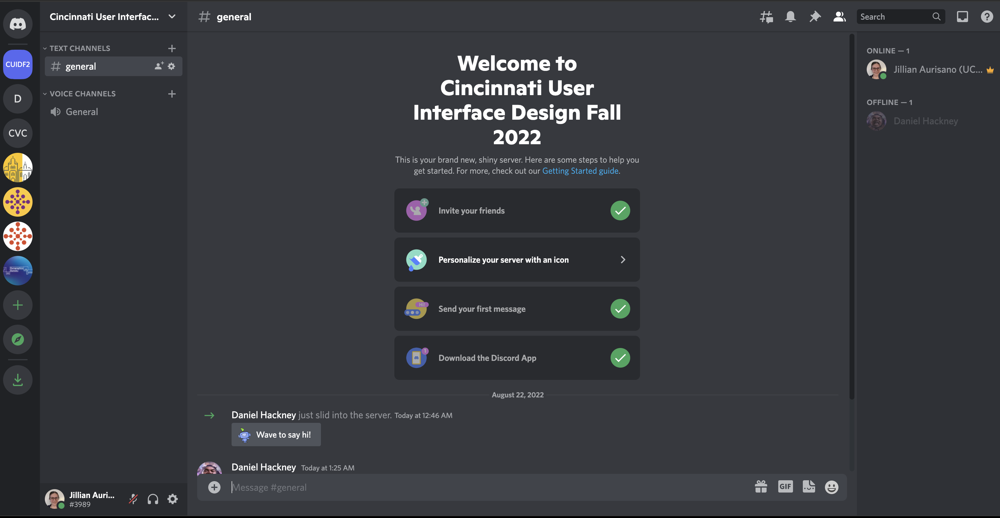 Cincinnati User Interfac...
# general
Search
CUIDF2
D
CVC
Eurographics
Eurovis
TEXT CHANNELS
# general
VOICE CHANNELS
General
Welcome to
Cincinnati User
Interface Design Fall
2022
This is your brand new, shiny server. Here are some steps to help you
get started. For more, check out our Getting Started guide.
Invite your friends
Personalize your server with an icon
Hi!
Send your first message
1
Download the Discord App
August 22, 2022
Daniel Hackney just slid into the server. Today at 12:46 AM
Wave to say hi!
Daniel Hackney Today at 1:25 AM
Message #general
GIF
Jillian Auri...
#3989
ONLINE — 1
Jillian Aurisano (UC...
OFFLINE — 1
Daniel Hackney